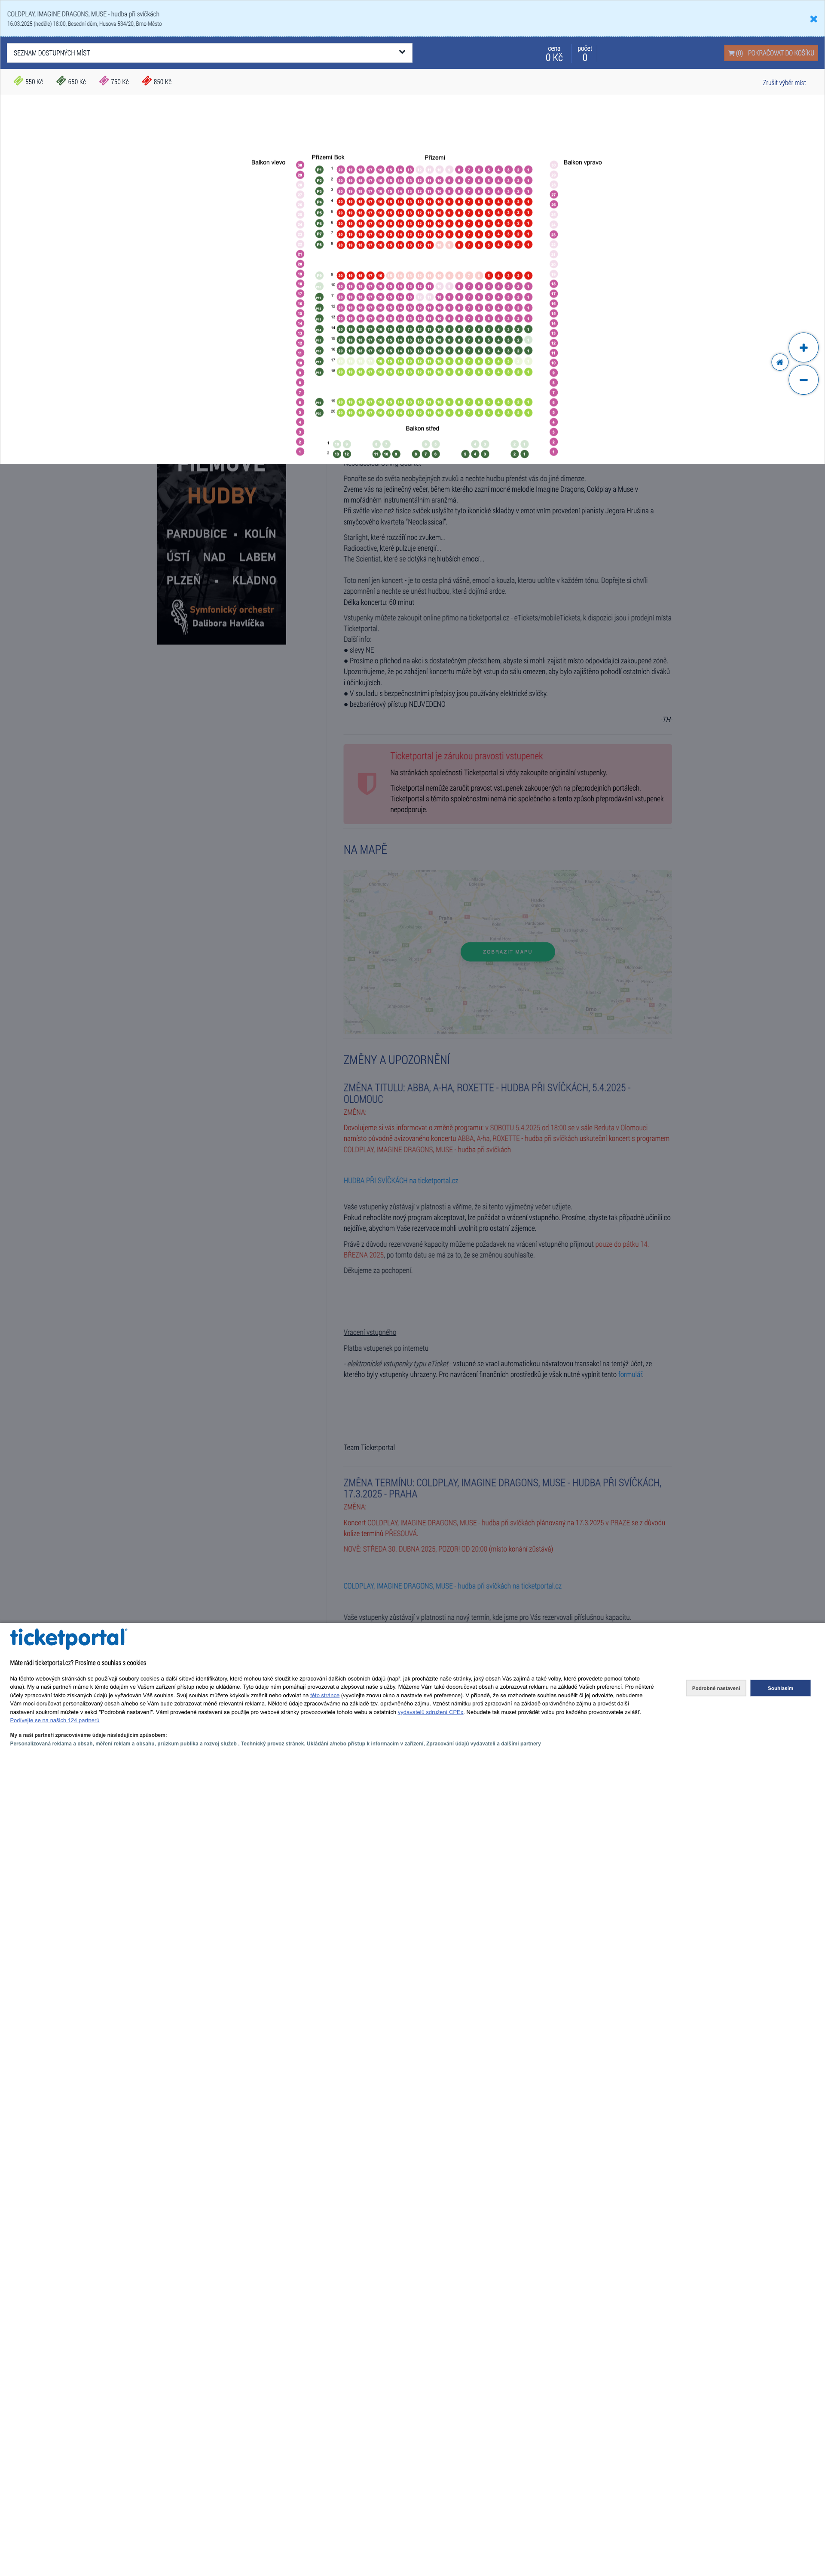 COLDPLAY, IMAGINE DRAGONS, MUSE - hudba při svíčkách
16.03.2025 (neděle) 18:00, Besední dům, Husova 534/20, Brno-Město
SEZNAM DOSTUPNÝCH MÍST
cena
0 Kč
počet
0
(0) POKRAČOVAT DO KOŠÍKU
550 Kč 650 Kč 750 Kč 850 Kč
Zrušit výběr míst
Balkon vlevo
Přízemí Bok
Přízemí
Balkon vpravo
Balkon střed
HUDBY
PARDUBICE • KOLÍN
ÚSTÍ NAD LABEM
PLZEŇ • KLADNO
Symfonický orchestr
Dalibora Havlíčka
Ponořte se do světa neobyčejných zvuků a nechte hudbu přenést vás do jiné dimenze.
Zveme vás na jedinečný večer, během kterého zazní mocné melodie Imagine Dragons, Coldplay a Muse v
mimořádném instrumentálním aranžmá.
Při světle více než tisíce svíček uslyšíte tyto ikonické skladby v emotivním provedení pianisty Jegora Hrušina a
smyčcového kvarteta "Neoclassical".
Starlight, které rozzáří noc zvukem...
Radioactive, které pulzuje energií...
The Scientist, které se dotýká nejhlubších emocí...
Toto není jen koncert - je to cesta plná vášně, emocí a kouzla, kterou ucítíte v každém tónu. Dopřejte si chvíli
zapomnění a nechte se unést hudbou, která dojímá srdce.
Délka koncertu: 60 minut
Vstupenky můžete zakoupit online přímo na ticketportal.cz - eTickets/mobileTickets, k dispozici jsou i prodejní místa
Ticketportal.
Další info:
● slevy NE
● Prosíme o příchod na akci s dostatečným předstihem, abyste si mohli zajistit místo odpovídající zakoupené zóně.
Upozorňujeme, že po zahájení koncertu může být vstup do sálu omezen, aby bylo zajištěno pohodlí ostatních diváků
i účinkujících.
● V souladu s bezpečnostními předpisy jsou používány elektrické svíčky.
● bezbariérový přístup NEUVEDENO
-TH-
Ticketportal je zárukou pravosti vstupenek
Na stránkách společnosti Ticketportal si vždy zakoupíte originální vstupenky.
Ticketportal nemůže zaručit pravost vstupenek zakoupených na přeprodejních portálech.
Ticketportal s těmito společnostmi nemá nic společného a tento způsob přeprodávání vstupenek
nepodporuje.
NA MAPĚ
ZOBRAZIT MAPU
ZMĚNY A UPOZORNĚNÍ
ZMĚNA TITULU: ABBA, A-HA, ROXETTE - HUDBA PŘI SVÍČKÁCH, 5.4.2025 -
OLOMOUC
ZMĚNA:
Dovolujeme si vás informovat o změně programu: v SOBOTU 5.4.2025 od 18:00 se v sále Reduta v Olomouci
namísto původně avizovaného koncertu ABBA, A-ha, ROXETTE - hudba při svíčkách uskuteční koncert s programem
COLDPLAY, IMAGINE DRAGONS, MUSE - hudba při svíčkách
HUDBA PŘI SVÍČKÁCH na ticketportal.cz
Vaše vstupenky zůstávají v platnosti a věříme, že si tento výjimečný večer užijete.
Pokud nehodláte nový program akceptovat, lze požádat o vrácení vstupného. Prosíme, abyste tak případně učinili co
nejdříve, abychom Vaše rezervace mohli uvolnit pro ostatní zájemce.
Právě z důvodu rezervované kapacity můžeme požadavek na vrácení vstupného přijmout pouze do pátku 14.
BŘEZNA 2025, po tomto datu se má za to, že se změnou souhlasíte.
Děkujeme za pochopení.
Vracení vstupného
Platba vstupenek po internetu
- elektronické vstupenky typu eTicket - vstupné se vrací automatickou návratovou transakcí na tentýž účet, ze
kterého byly vstupenky uhrazeny. Pro navrácení finančních prostředků je však nutné vyplnit tento formulář.
Team Ticketportal
ZMĚNA TERMÍNU: COLDPLAY, IMAGINE DRAGONS, MUSE - HUDBA PŘI SVÍČKÁCH,
17.3.2025 - PRAHA
ZMĚNA:
Koncert COLDPLAY, IMAGINE DRAGONS, MUSE - hudba při svíčkách plánovaný na 17.3.2025 v PRAZE se z důvodu
kolize termínů PŘESOUVÁ.
NOVĚ: STŘEDA 30. DUBNA 2025, POZOR! OD 20:00 (místo konání zůstává)
COLDPLAY, IMAGINE DRAGONS, MUSE - hudba při svíčkách na ticketportal.cz
Vaše vstupenky zůstávají v platnosti na nový termín, kde jsme pro Vás rezervovali příslušnou kapacitu.
ticketportal
Máte rádi ticketportal.cz? Prosíme o souhlas s cookies
Na těchto webových stránkách se používají soubory cookies a další síťové identifikátory, které mohou také sloužit ke zpracování dalších osobních údajů (např. jak procházíte naše stránky, jaký obsah Vás zajímá a také volby, které provedete pomocí tohoto
okna). My a naši partneři máme k těmto údajům ve Vašem zařízení přístup nebo je ukládáme. Tyto údaje nám pomáhají provozovat a zlepšovat naše služby. Můžeme Vám také doporučovat obsah a zobrazovat reklamu na základě Vašich preferencí. Pro některé
účely zpracování takto získaných údajů je vyžadován Váš souhlas. Svůj souhlas můžete kdykoliv změnit nebo odvolat na této stránce (vyvolejte znovu okno a nastavte své preference). V případě, že se rozhodnete souhlas neudělit či jej odvoláte, nebudeme
Vám moci doručovat personalizovaný obsah a/nebo se Vám bude zobrazovat méně relevantní reklama. Některé údaje zpracováváme na základě tzv. oprávněného zájmu. Vznést námitku proti zpracování na základě oprávněného zájmu a provést další
nastavení soukromí můžete v sekci "Podrobné nastavení". Vámi provedené nastavení se použije pro webové stránky provozovatele tohoto webu a ostatních vydavatelů sdružení CPEx. Nebudete tak muset provádět volbu pro každého provozovatele zvlášť.
Podívejte se na našich 124 partnerů
Podrobné nastavení
Souhlasím
My a naši partneři zpracováváme údaje následujícím způsobem:
Personalizovaná reklama a obsah, měření reklam a obsahu, průzkum publika a rozvoj služeb , Technický provoz stránek, Ukládání a/nebo přístup k informacím v zařízení, Zpracování údajů vydavateli a dalšími partnery